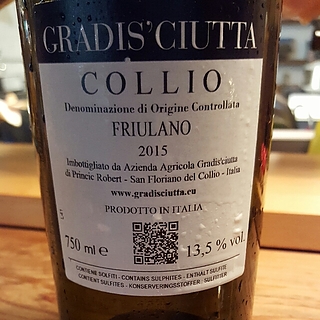 GRADIS'CIUTTA
COLLIO
Denominazione di Origine Controllata
FRIULANO
2015
Imbottigliato da Azienda Agricola Gradis'ciutta
di Princic Robert - San Floriano del Collio - Italia
www.gradisciutta.eu
PRODOTTO IN ITALIA
750 ml e 13,5 % vol.
CONTIENE SOLFITI - CONTAINS SULPHITES - ENTHÄLT SULFITE
CONTIENT SULFITES - KONSERVERINGSSTOFFER : SULFITTER